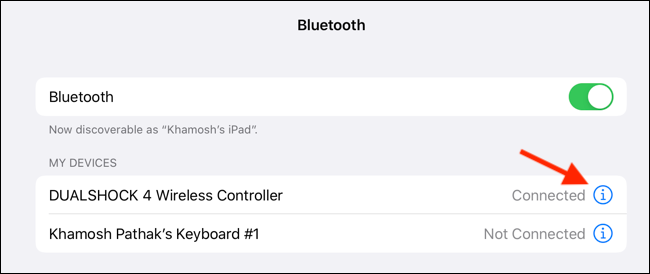 Bluetooth
Bluetooth
Now discoverable as “Khamosh’s iPad”.
MY DEVICES
DUALSHOCK 4 Wireless Controller Connected
Khamosh Pathak’s Keyboard #1 Not Connected